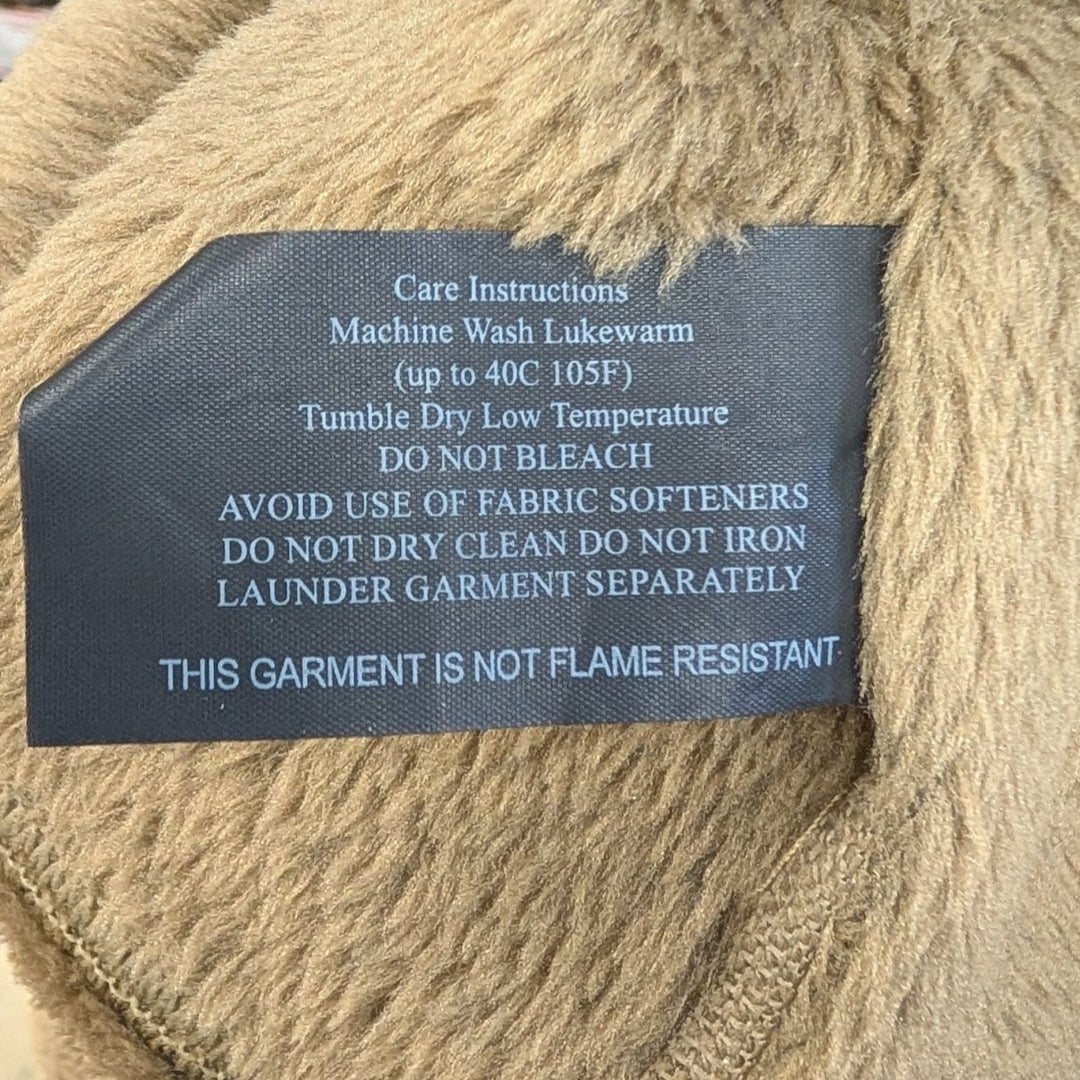 Care Instructions
Machine Wash Lukewarm
(up to 40C 105F)
Tumble Dry Low Temperature
DO NOT BLEACH
AVOID USE OF FABRIC SOFTENERS
DO NOT DRY CLEAN DO NOT IRON
LAUNDER GARMENT SEPARATELY
THIS GARMENT IS NOT FLAME RESISTANT